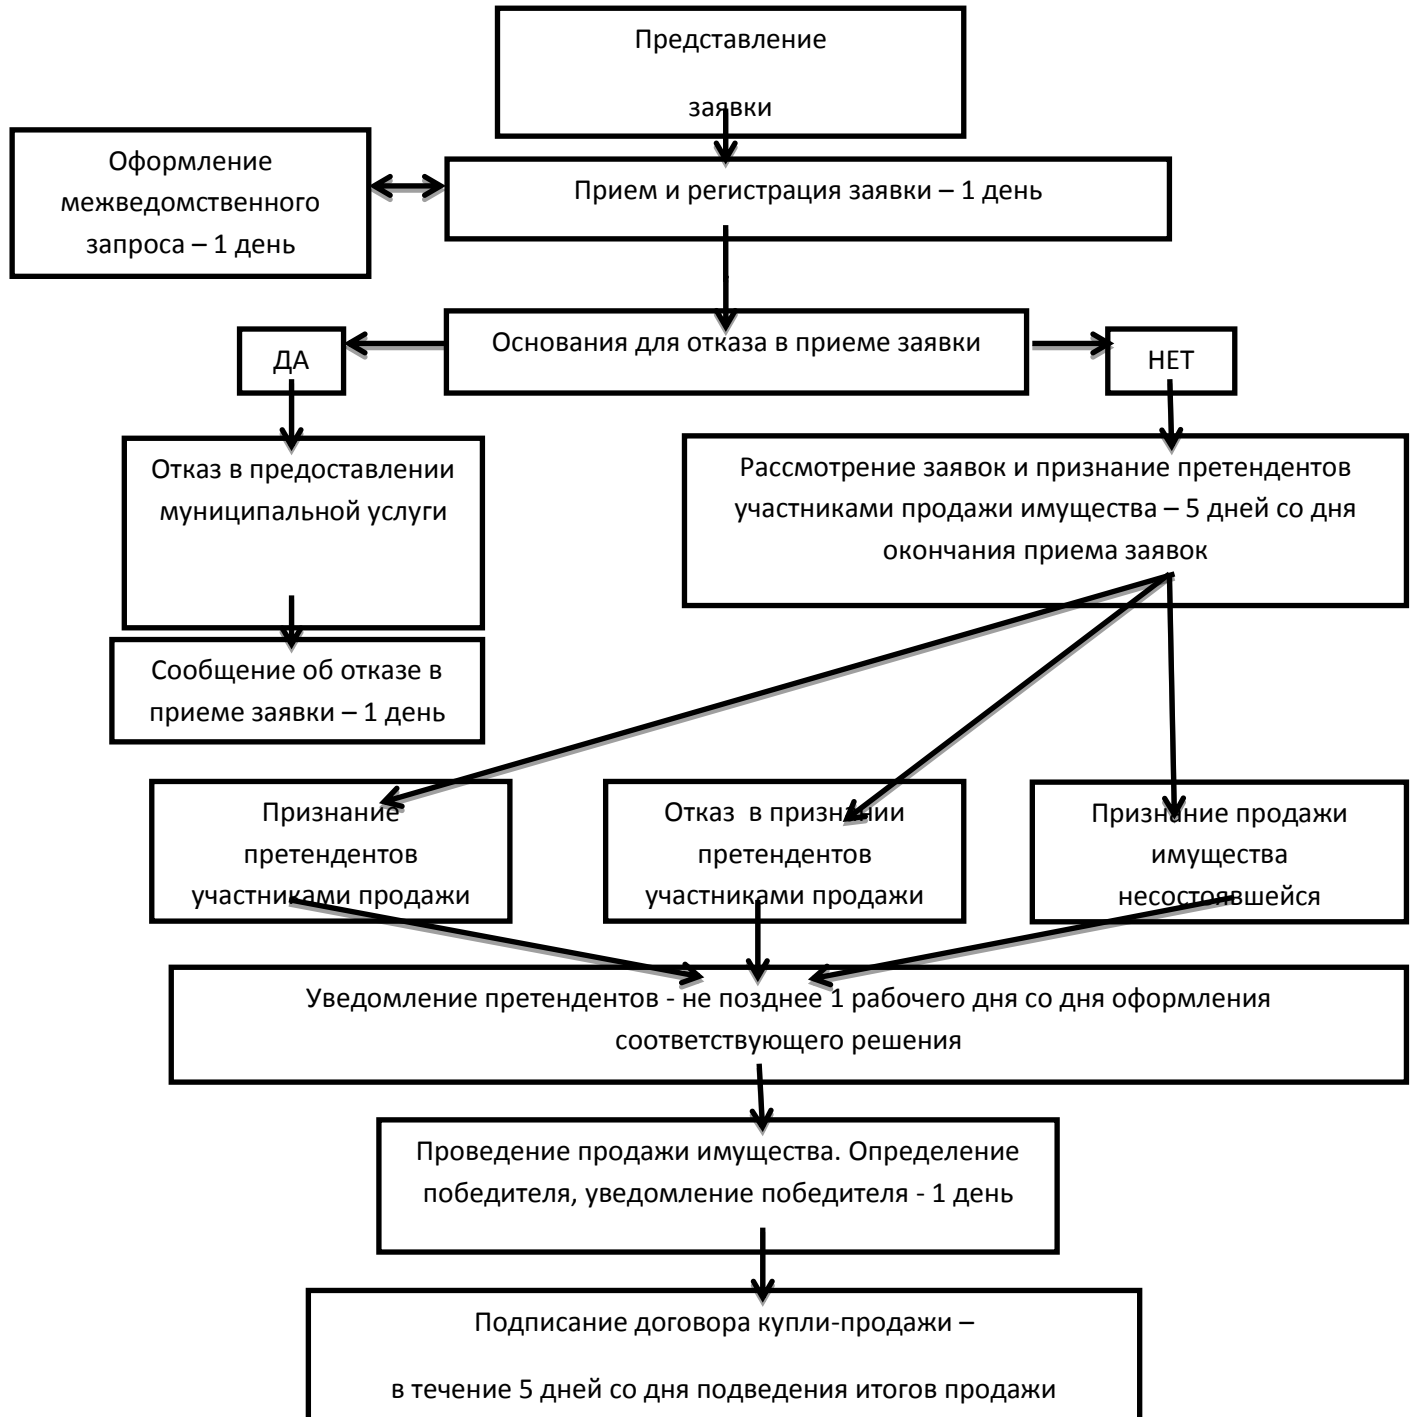 Представление
заявки
Оформление
межведомственного
запроса – 1 день
Прием и регистрация заявки – 1 день
Основания для отказа в приеме заявки
ДА
НЕТ
Отказ в предоставлении
муниципальной услуги
Рассмотрение заявок и признание претендентов
участниками продажи имущества – 5 дней со дня
окончания приема заявок
Сообщение об отказе в
приеме заявки – 1 день
Признание
претендентов
участниками продажи
Отказ  в признании
претендентов
участниками продажи
Признание продажи
имущества
несостоявшейся
Уведомление претендентов - не позднее 1 рабочего дня со дня оформления
соответствующего решения
Проведение продажи имущества. Определение
победителя, уведомление победителя - 1 день
Подписание договора купли-продажи –
в течение 5 дней со дня подведения итогов продажи